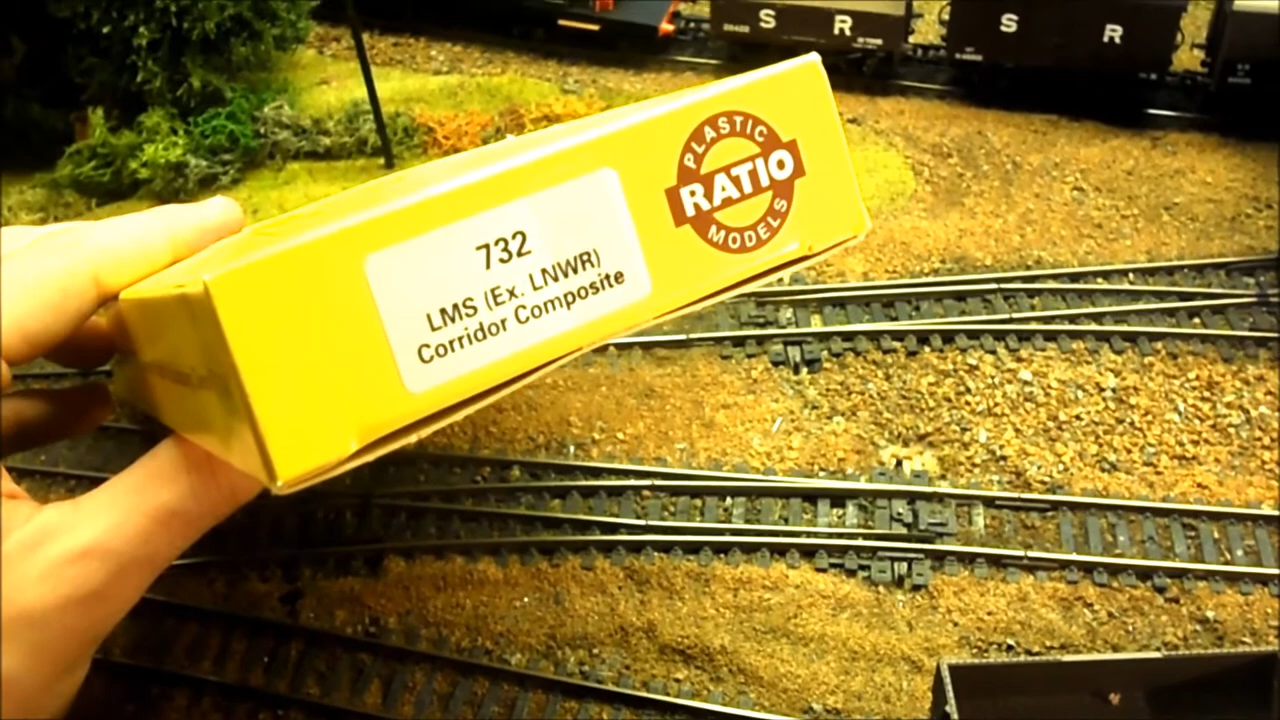 S R
S R
PLASTIC
RATIO
MODELS
732
LMS (Ex. LNWR)
Corridor Composite